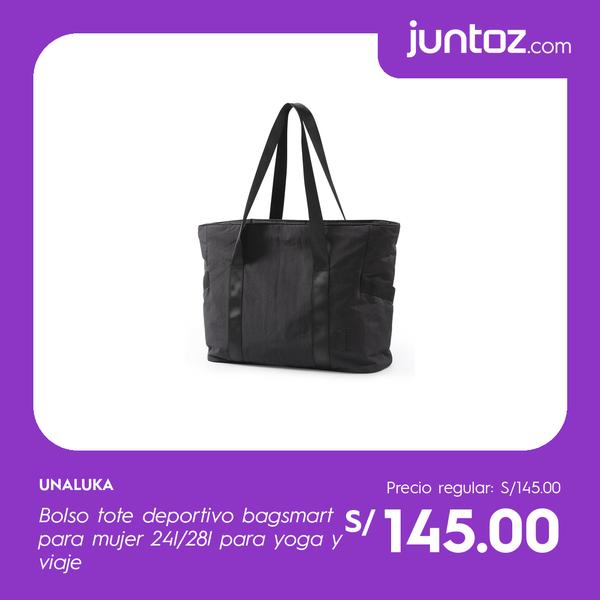 juntoz.com
UNALUKA
Bolso tote deportivo bagsmart
para mujer 24l/28l para yoga y
viaje
Precio regular: S/145.00
S/145.00